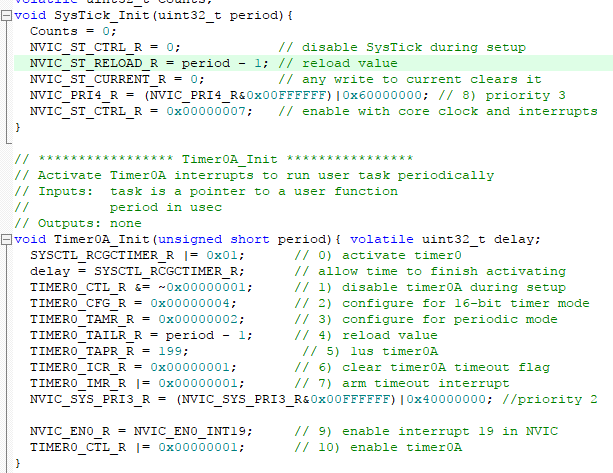 void SysTick_Init(uint32_t period){
  Counts = 0;
  NVIC_ST_CTRL_R = 0;            // disable SysTick during setup
  NVIC_ST_RELOAD_R = period - 1; // reload value
  NVIC_ST_CURRENT_R = 0;         // any write to current clears it
  NVIC_PRI4_R = (NVIC_PRI4_R&0x00FFFFFF)|0x60000000; // 8) priority 3
  NVIC_ST_CTRL_R = 0x00000007;   // enable with core clock and interrupts
}
// ***************** Timer0A_Init ****************
// Activate Timer0A interrupts to run user task periodically
// Inputs:  task is a pointer to a user function
//          period in usec
// Outputs: none
void Timer0A_Init(unsigned short period){ volatile uint32_t delay;
  SYSCTL_RCGCTIMER_R |= 0x01;      // 0) activate timer0
  delay = SYSCTL_RCGCTIMER_R;      // allow time to finish activating
  TIMER0_CTL_R &= ~0x00000001;     // 1) disable timer0A during setup
  TIMER0_CFG_R = 0x00000004;       // 2) configure for 16-bit timer mode
  TIMER0_TAMR_R = 0x00000002;      // 3) configure for periodic mode
  TIMER0_TAILR_R = period - 1;     // 4) reload value
  TIMER0_TAPR_R = 199;              // 5) 1us timer0A
  TIMER0_ICR_R = 0x00000001;       // 6) clear timer0A timeout flag
  TIMER0_IMR_R |= 0x00000001;      // 7) arm timeout interrupt
  NVIC_SYS_PRI3_R = (NVIC_SYS_PRI3_R&0x00FFFFFF)|0x40000000; //priority 2
  NVIC_EN0_R = NVIC_EN0_INT19;     // 9) enable interrupt 19 in NVIC
  TIMER0_CTL_R |= 0x00000001;      // 10) enable timer0A
}